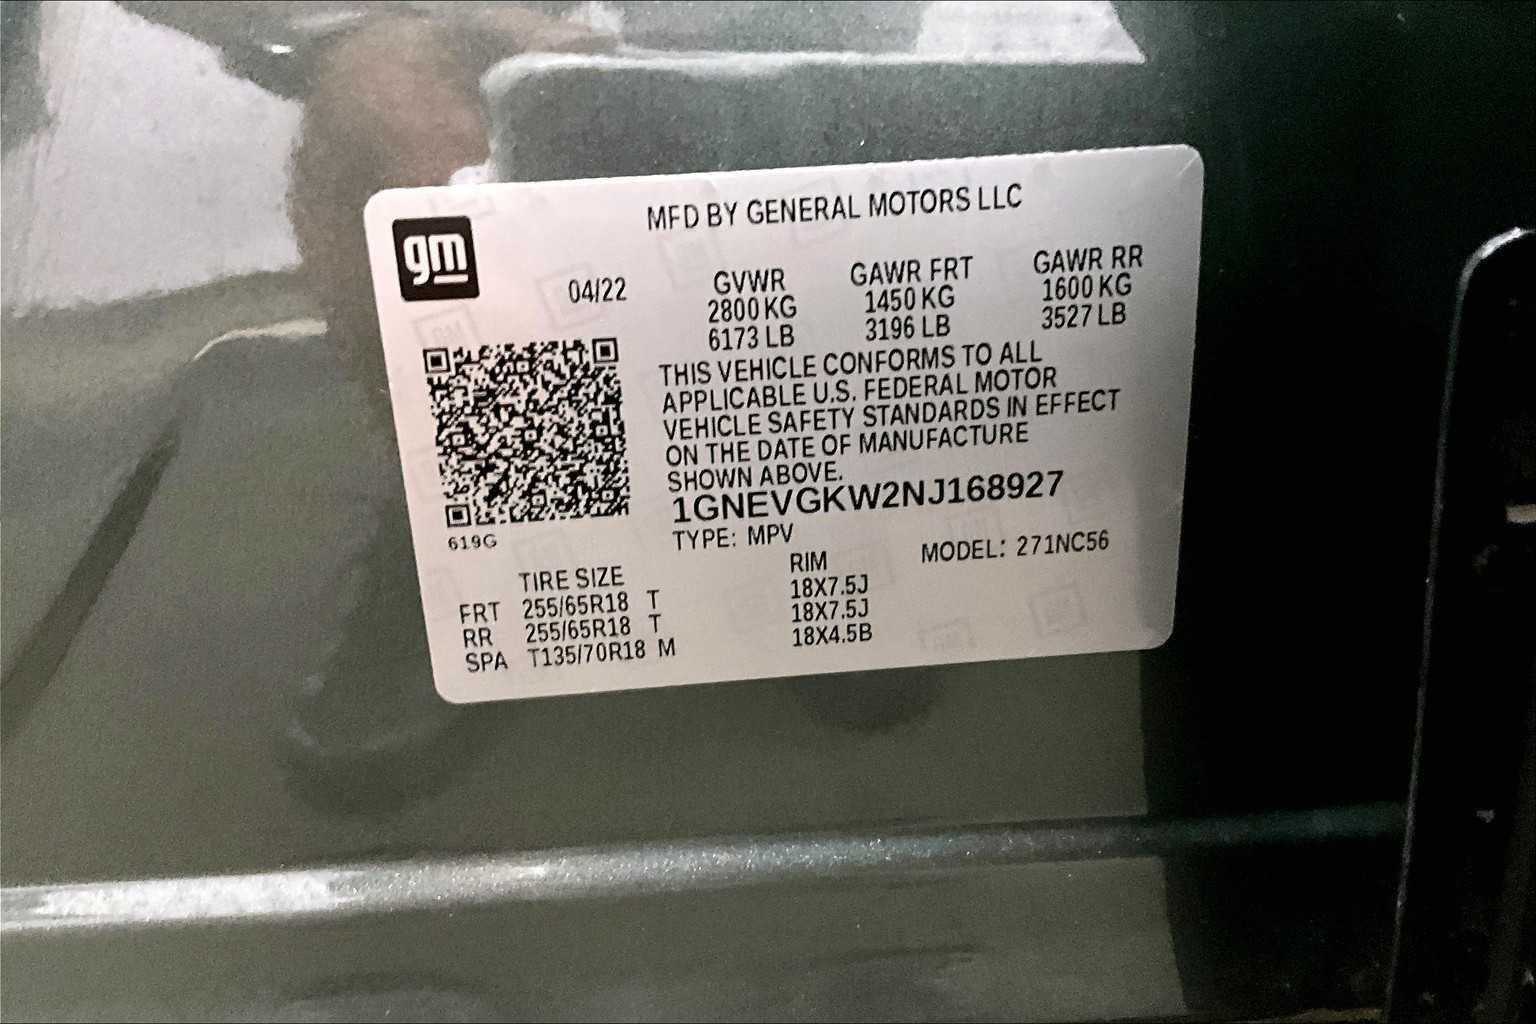 MFD BY GENERAL MOTORS LLC
gm
04/22
GVWR GAWR FRT GAWR RR
2800 KG 1450 KG 1600 KG
6173 LB 3196 LB 3527 LB
THIS VEHICLE CONFORMS TO ALL
APPLICABLE U.S. FEDERAL MOTOR
VEHICLE SAFETY STANDARDS IN EFFECT
ON THE DATE OF MANUFACTURE
SHOWN ABOVE.
1GNEVGKW2NJ168927
619G
TYPE: MPV MODEL: 271NC56
TIRE SIZE RIM
FRT 255/65R18 T 18X7.5J
RR 255/65R18 T 18X7.5J
SPA T135/70R18 M 18X4.5B